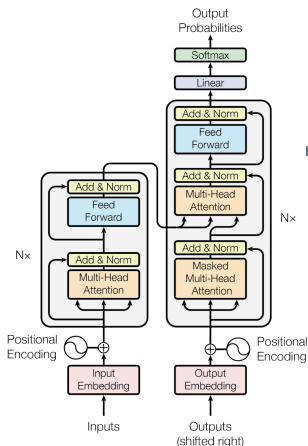 Output
Probabilities
Softmax
Linear
Add & Norm
Feed
Forward
Add & Norm
Multi-Head
Attention
Add & Norm
Masked
Multi-Head
Attention
N×
Add & Norm
Feed
Forward
N×
Add & Norm
Multi-Head
Attention
Positional
Encoding
Positional
Encoding
Input
Embedding
Output
Embedding
Inputs
Outputs
(shifted right)